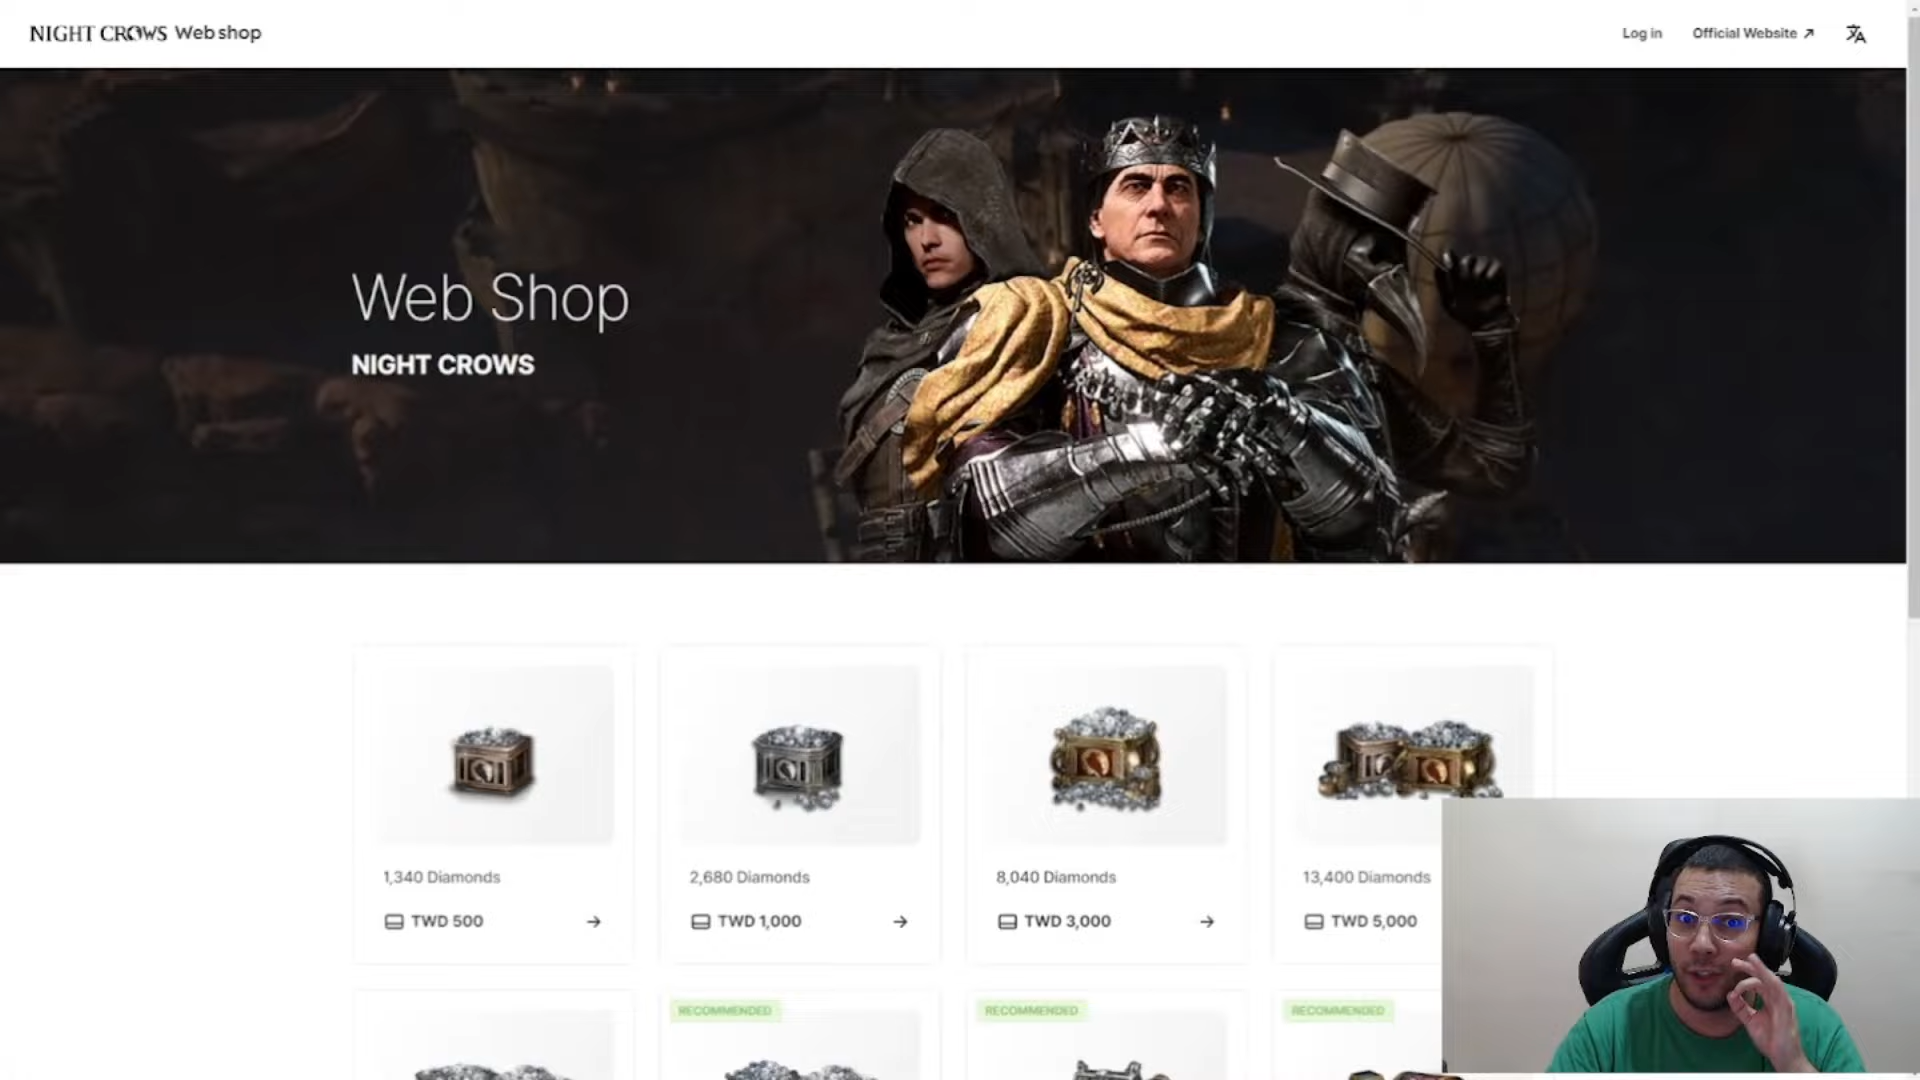 NIGHT CROWS Web shop
Log in
Official Website
Web Shop
NIGHT CROWS
1,340 Diamonds
TWD 500
2,680 Diamonds
TWD 1,000
8,040 Diamonds
TWD 3,000
13,400 Diamonds
TWD 5,000
RECOMMENDED
RECOMMENDED
RECOMMENDED